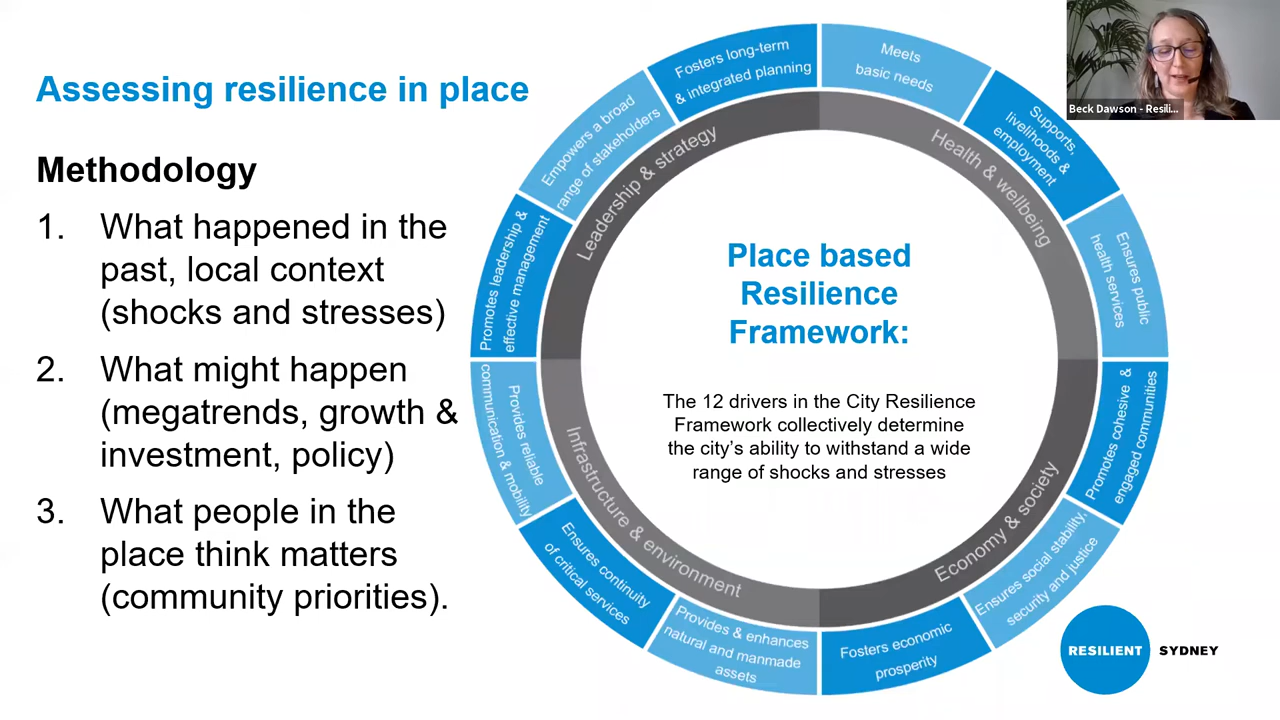 Assessing resilience in place
Methodology
1. What happened in the
past, local context
(shocks and stresses)
2. What might happen
(megatrends, growth &
investment, policy)
3. What people in the
place think matters
(community priorities).
Fosters long-term
& integrated planning
Meets
basic needs
Supports,
livelihoods &
employment
Ensures public
health services
Promotes cohesive &
engaged communities
Ensures social stability,
security and justice
Fosters economic
prosperity
Provides & enhances
natural and manmade
assets
Ensures continuity
of critical services
Provides reliable
communication & mobility
Promotes leadership &
effective management
Empowers a broad
range of stakeholders
Leadership & strategy
Health & wellbeing
Economy & society
Infrastructure & environment
Place based
Resilience
Framework:
The 12 drivers in the City Resilience
Framework collectively determine
the city’s ability to withstand a wide
range of shocks and stresses
Beck Dawson - Resili...
RESILIENT SYDNEY